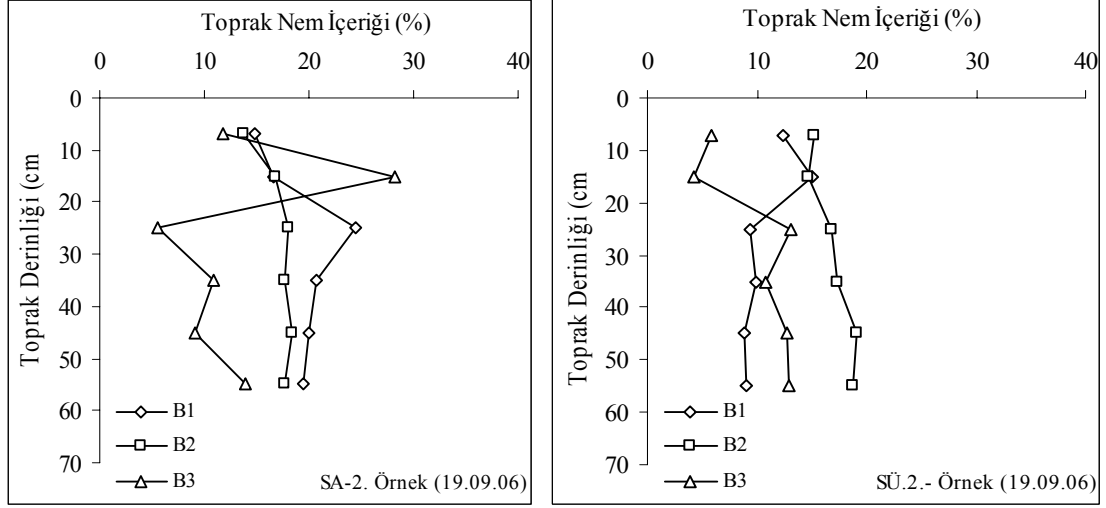 Toprak Nem İçeriği (%)
0 10 20 30 40
0
10
20
30
40
50
60
70
Toprak Derinliği (cm
B1
B2
B3
SA-2. Örnek (19.09.06)
Toprak Nem İçeriği (%)
0 10 20 30 40
0
10
20
30
40
50
60
70
Toprak Derinliği (cm
B1
B2
B3
SÜ.2.- Örnek (19.09.06)